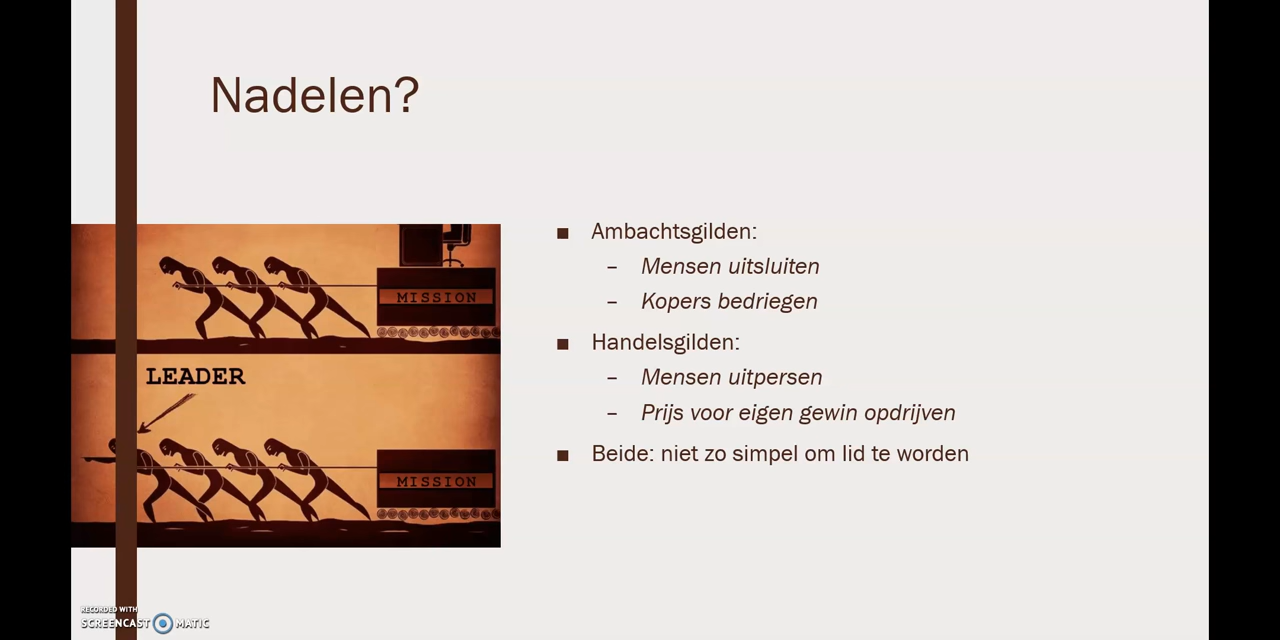 Nadelen?
MISSION
LEADER
MISSION
■ Ambachtsgilden:
– Mensen uitsluiten
– Kopers bedriegen
■ Handelsgilden:
– Mensen uitpersen
– Prijs voor eigen gewin opdrijven
■ Beide: niet zo simpel om lid te worden
RECORDED WITH
SCREENCAST MATIC